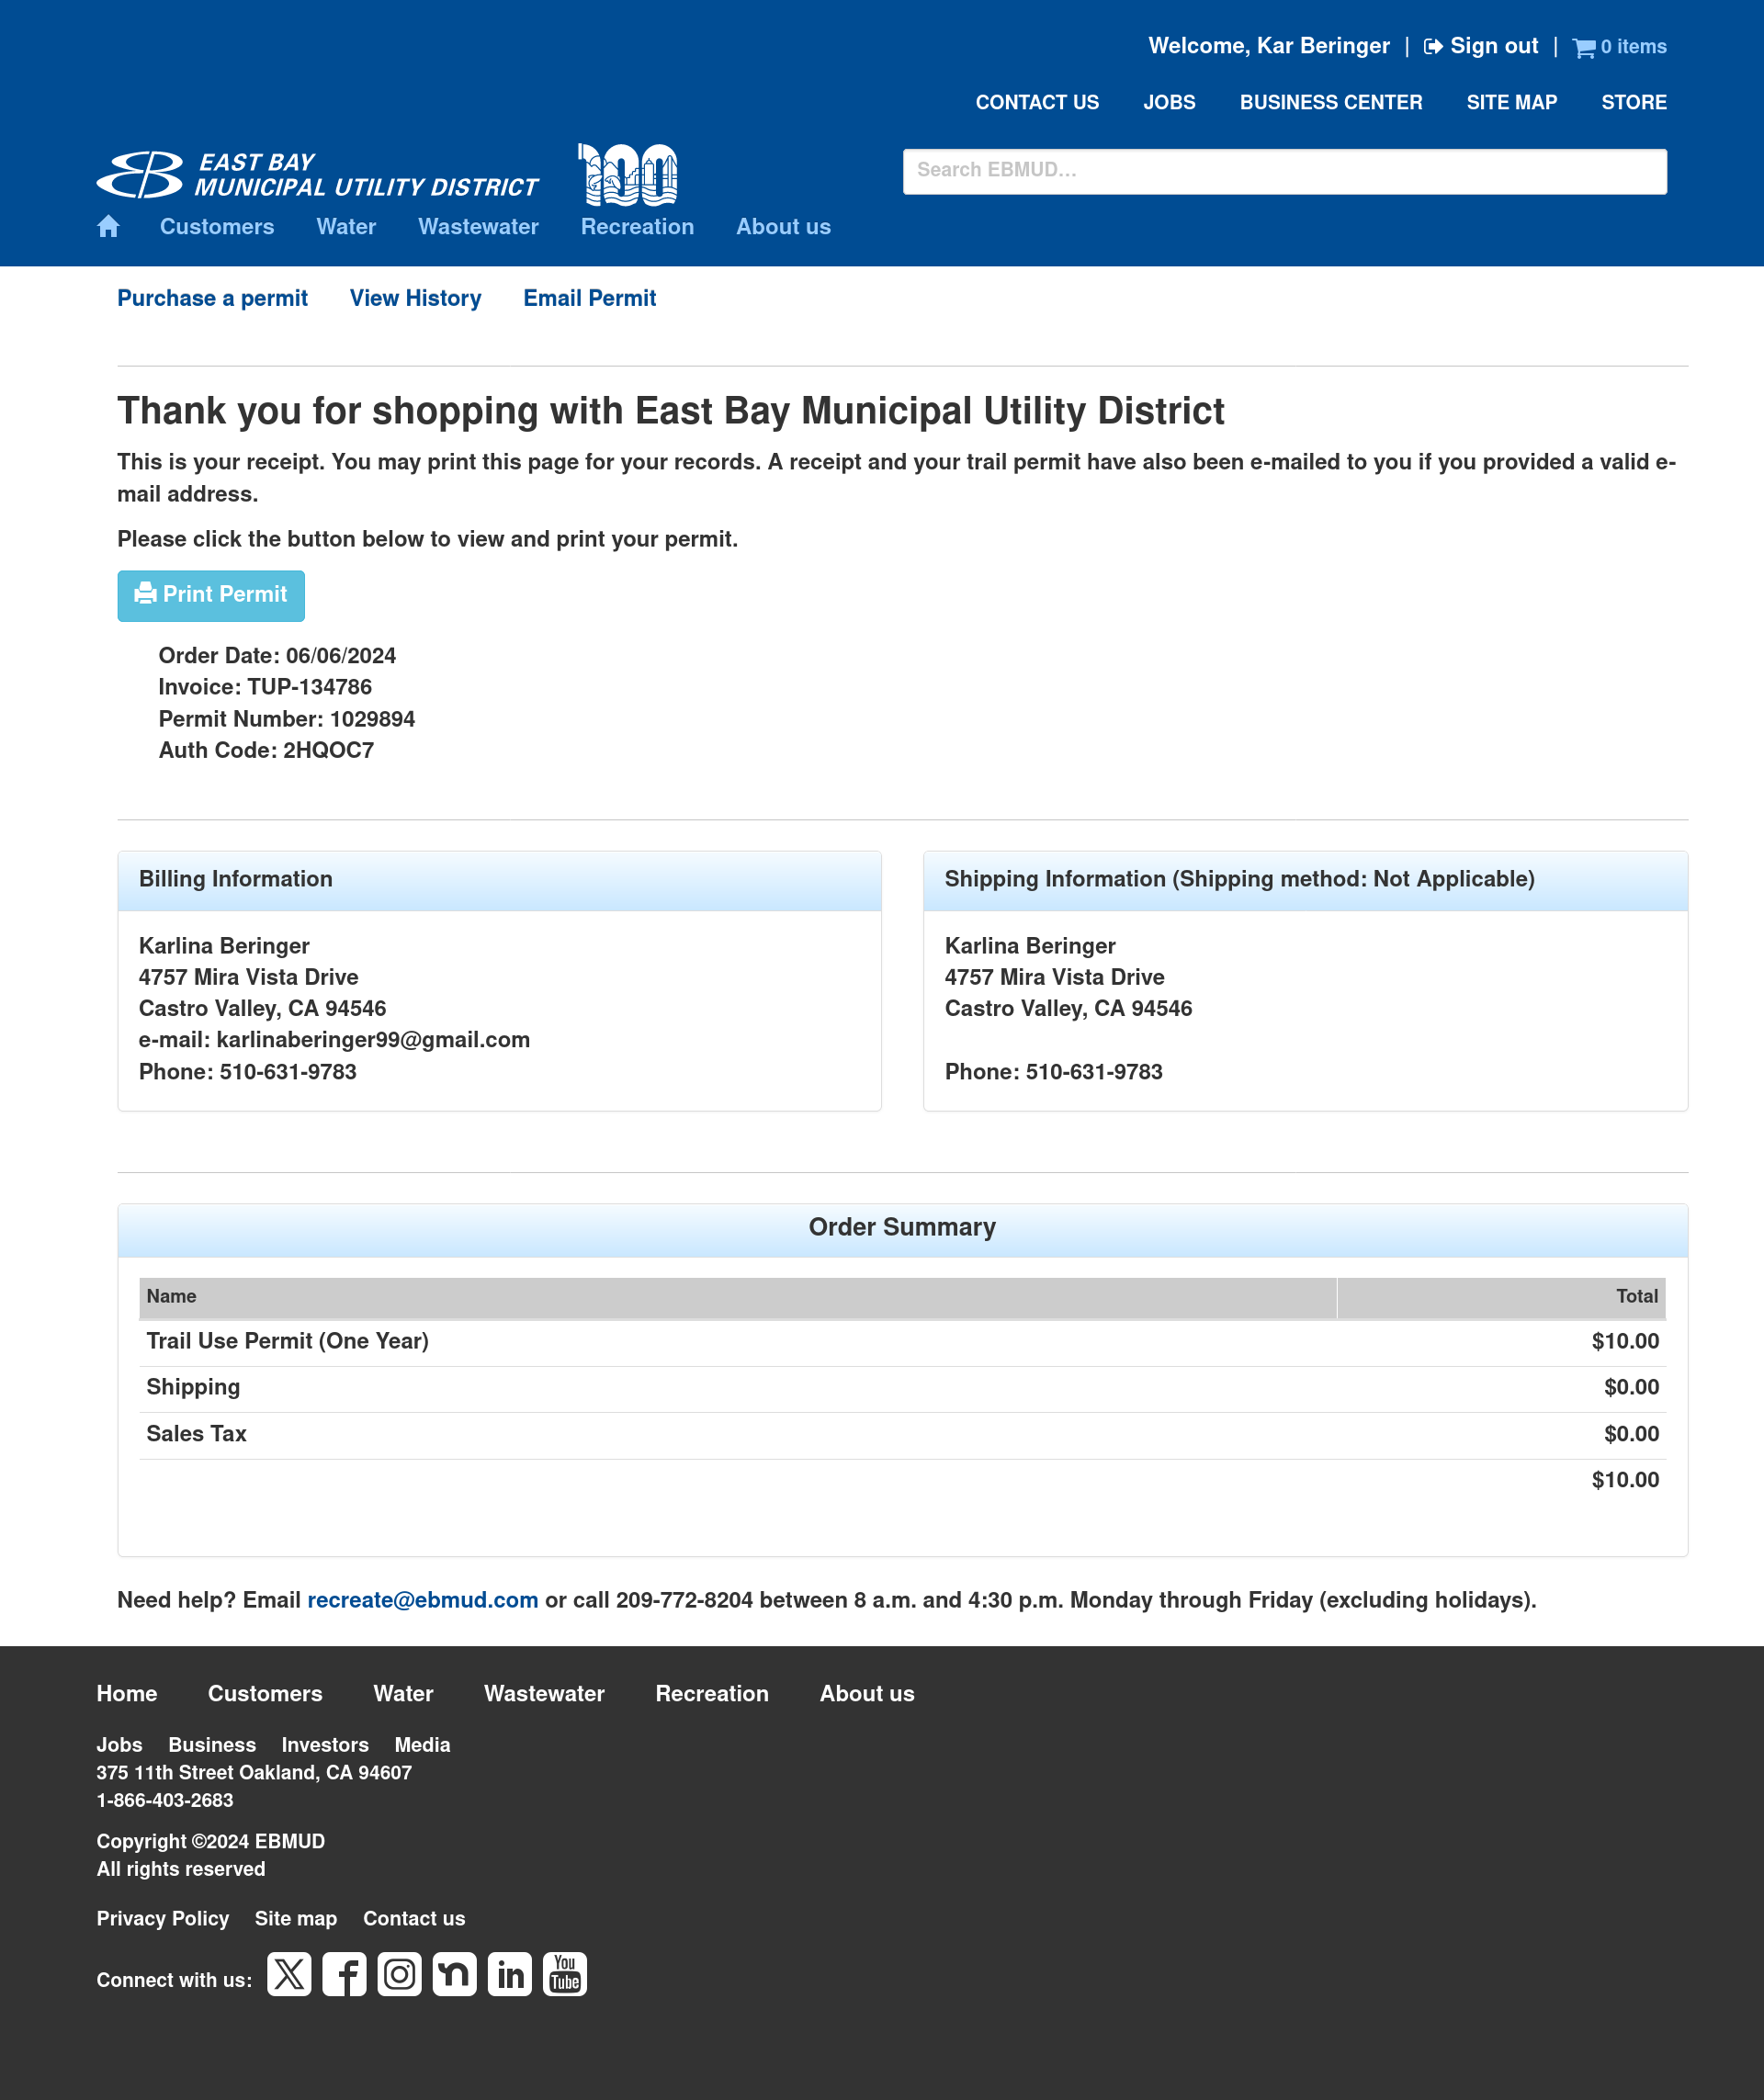 Welcome, Kar Beringer | Sign out | 0 items
CONTACT US JOBS BUSINESS CENTER SITE MAP STORE
EAST BAY
MUNICIPAL UTILITY DISTRICT
100
Search EBMUD...
Customers Water Wastewater Recreation About us
Purchase a permit View History Email Permit
Thank you for shopping with East Bay Municipal Utility District
This is your receipt. You may print this page for your records. A receipt and your trail permit have also been e-mailed to you if you provided a valid e-
mail address.
Please click the button below to view and print your permit.
Print Permit
Order Date: 06/06/2024
Invoice: TUP-134786
Permit Number: 1029894
Auth Code: 2HQOC7
Billing Information
Karlina Beringer
4757 Mira Vista Drive
Castro Valley, CA 94546
e-mail: karlinaberinger99@gmail.com
Phone: 510-631-9783
Shipping Information (Shipping method: Not Applicable)
Karlina Beringer
4757 Mira Vista Drive
Castro Valley, CA 94546
Phone: 510-631-9783
Order Summary
Name Total
Trail Use Permit (One Year) $10.00
Shipping $0.00
Sales Tax $0.00
$10.00
Need help? Email recreate@ebmud.com or call 209-772-8204 between 8 a.m. and 4:30 p.m. Monday through Friday (excluding holidays).
Home Customers Water Wastewater Recreation About us
Jobs Business Investors Media
375 11th Street Oakland, CA 94607
1-866-403-2683
Copyright ©2024 EBMUD
All rights reserved
Privacy Policy Site map Contact us
Connect with us: X f n in You Tube